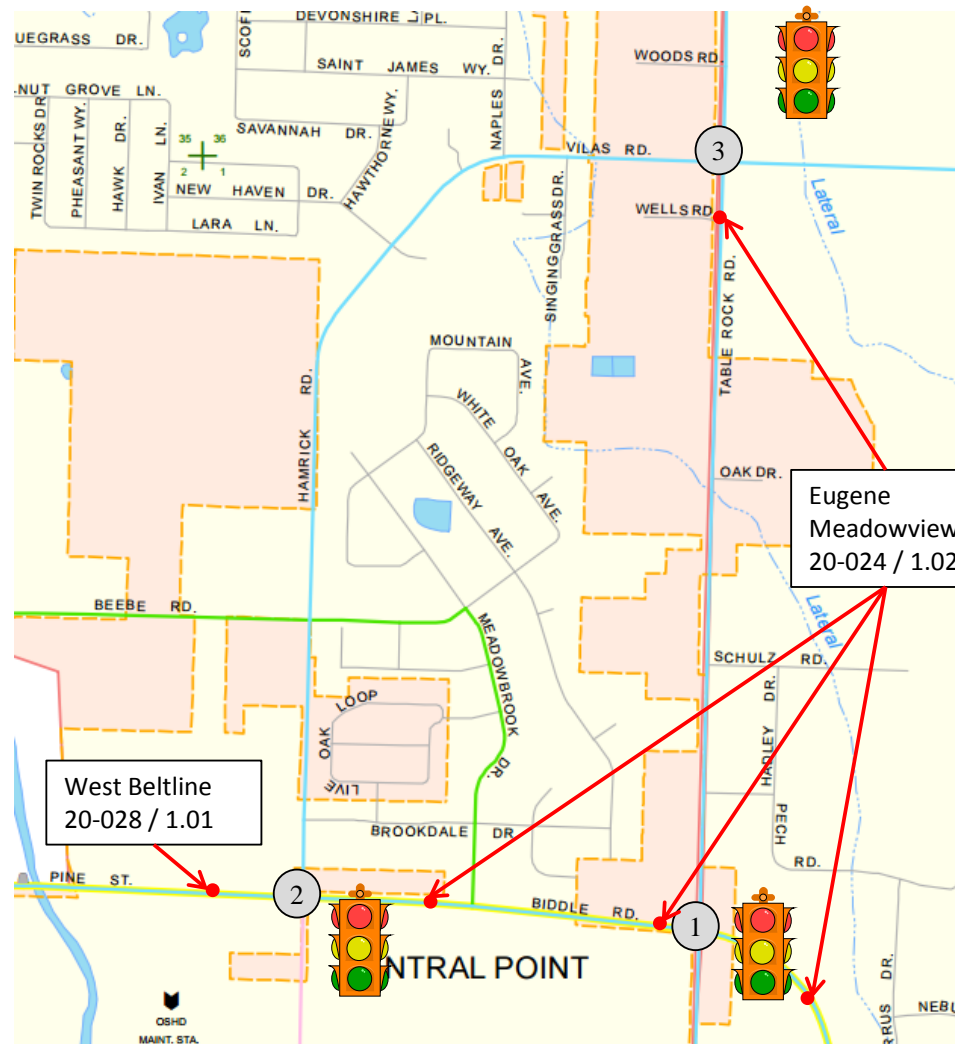 DEVONSHIRE PL.
UEGRASS DR.
SCOFI
WOODS RD.
SAINT JAMES WY.
NAPLES DR.
NUT GROVE LN.
SAVANNAH DR.
HAWTHORNE WY.
TWIN ROCKS DR
PHEASANT WY.
HAWK DR.
IVAN LN.
35 36
2 1
NEW HAVEN DR.
LARA LN.
VILAS RD.
3
SINGINGGRASS DR.
WELLS RD
Lateral
TABLE ROCK RD.
MOUNTAIN AVE.
WHITE OAK AVE.
RIDGEWAY AVE.
HAMRICK RD.
OAK DR.
Eugene
Meadowview
20-024 / 1.02
BEEBE RD.
MEADOWBROOK DR.
Lateral
SCHULZ RD.
HADLEY DR.
PECH RD.
LIVE OAK LOOP
West Beltline
20-028 / 1.01
BROOKDALE DR
PINE ST.
2
BIDDLE RD.
1
NTRAL POINT
RRUS DR.
NEBU
OSHD
MAINT. STA.